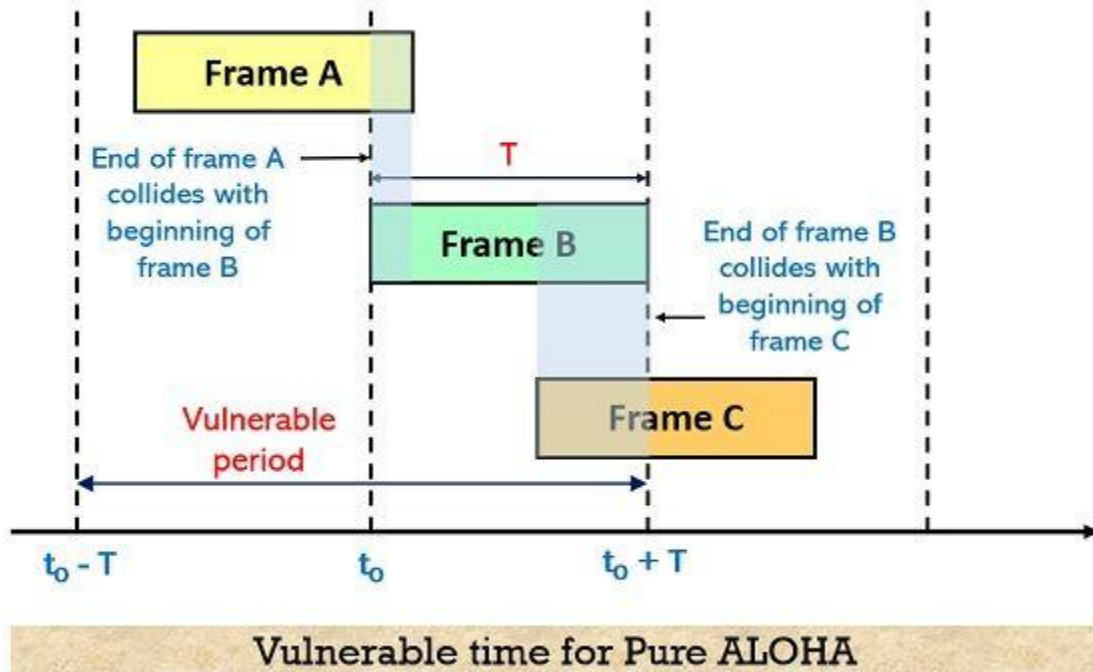 Frame A
End of frame A
collides with
beginning of
frame B
T
Frame B
End of frame B
collides with
beginning of
frame C
Frame C
Vulnerable
period
t₀ - T
t₀
t₀ + T
Vulnerable time for Pure ALOHA